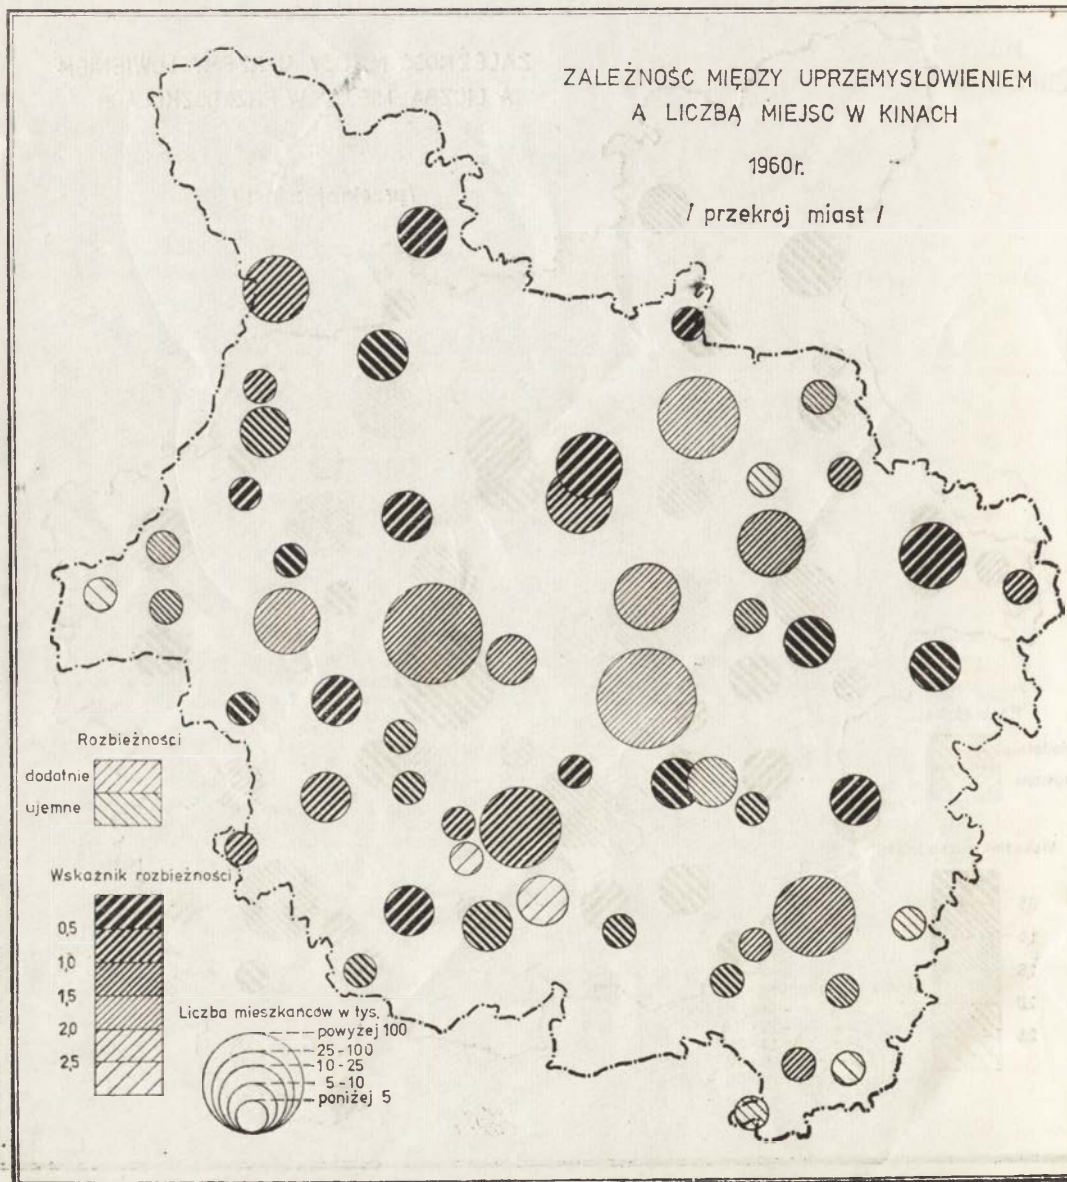 ZALEŻNOŚĆ MIĘDZY UPRZEMYSŁOWIENIEM
A LICZBĄ MIEJSC W KINACH
1960r.
/ przekrój miast /
Rozbieżności
dodatnie
ujemne
Wskaźnik rozbieżności
0,5
1,0
1,5
2,0
2,5
Liczba mieszkańców w tys.
powyżej 100
25-100
10-25
5-10
poniżej 5